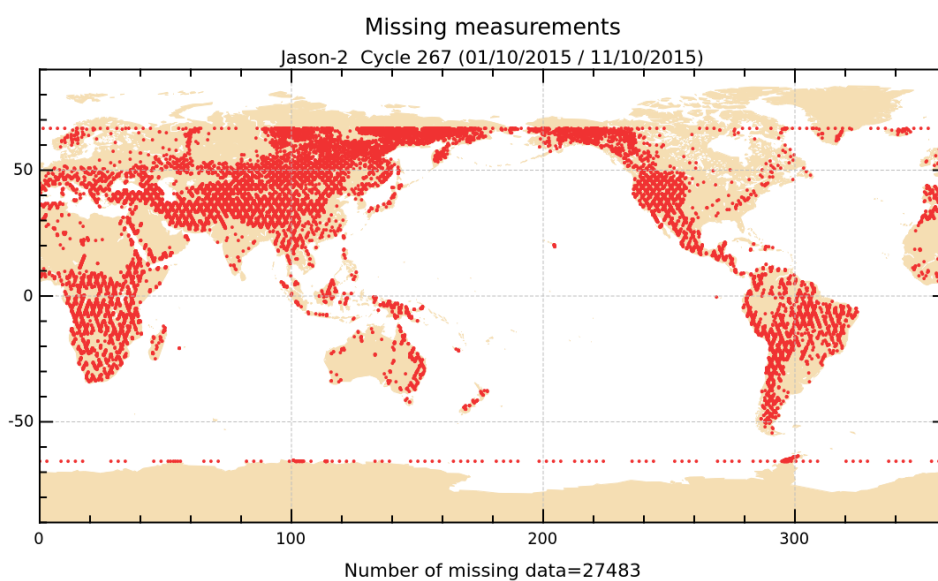 Missing measurements
Jason-2 Cycle 267 (01/10/2015 / 11/10/2015)
50
0
-50
0 100 200 300
Number of missing data=27483